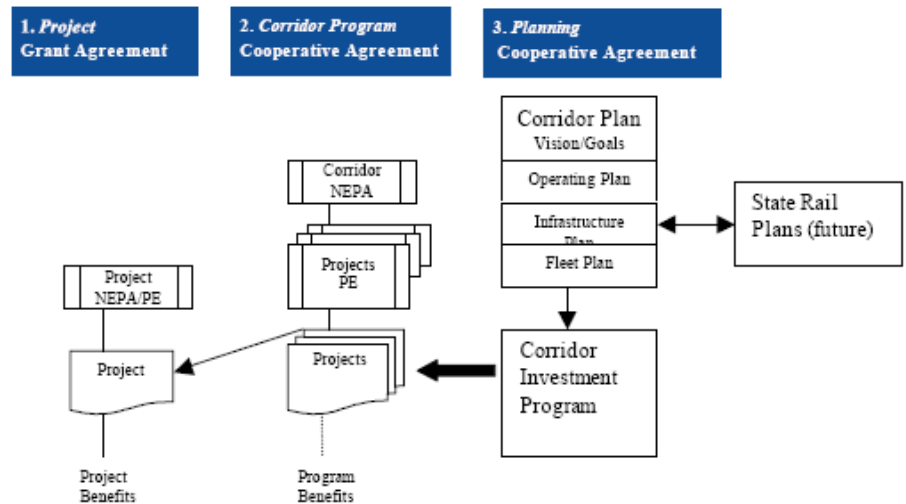 1. Project
Grant Agreement
2. Corridor Program
Cooperative Agreement
3. Planning
Cooperative Agreement
Corridor Plan
Vision/Goals
Operating Plan
Infrastructure
Plan
Fleet Plan
State Rail
Plans (future)
Corridor
NEPA
Projects
PE
Project
NEPA/PE
Corridor
Investment
Program
Projects
Project
Project
Benefits
Program
Benefits